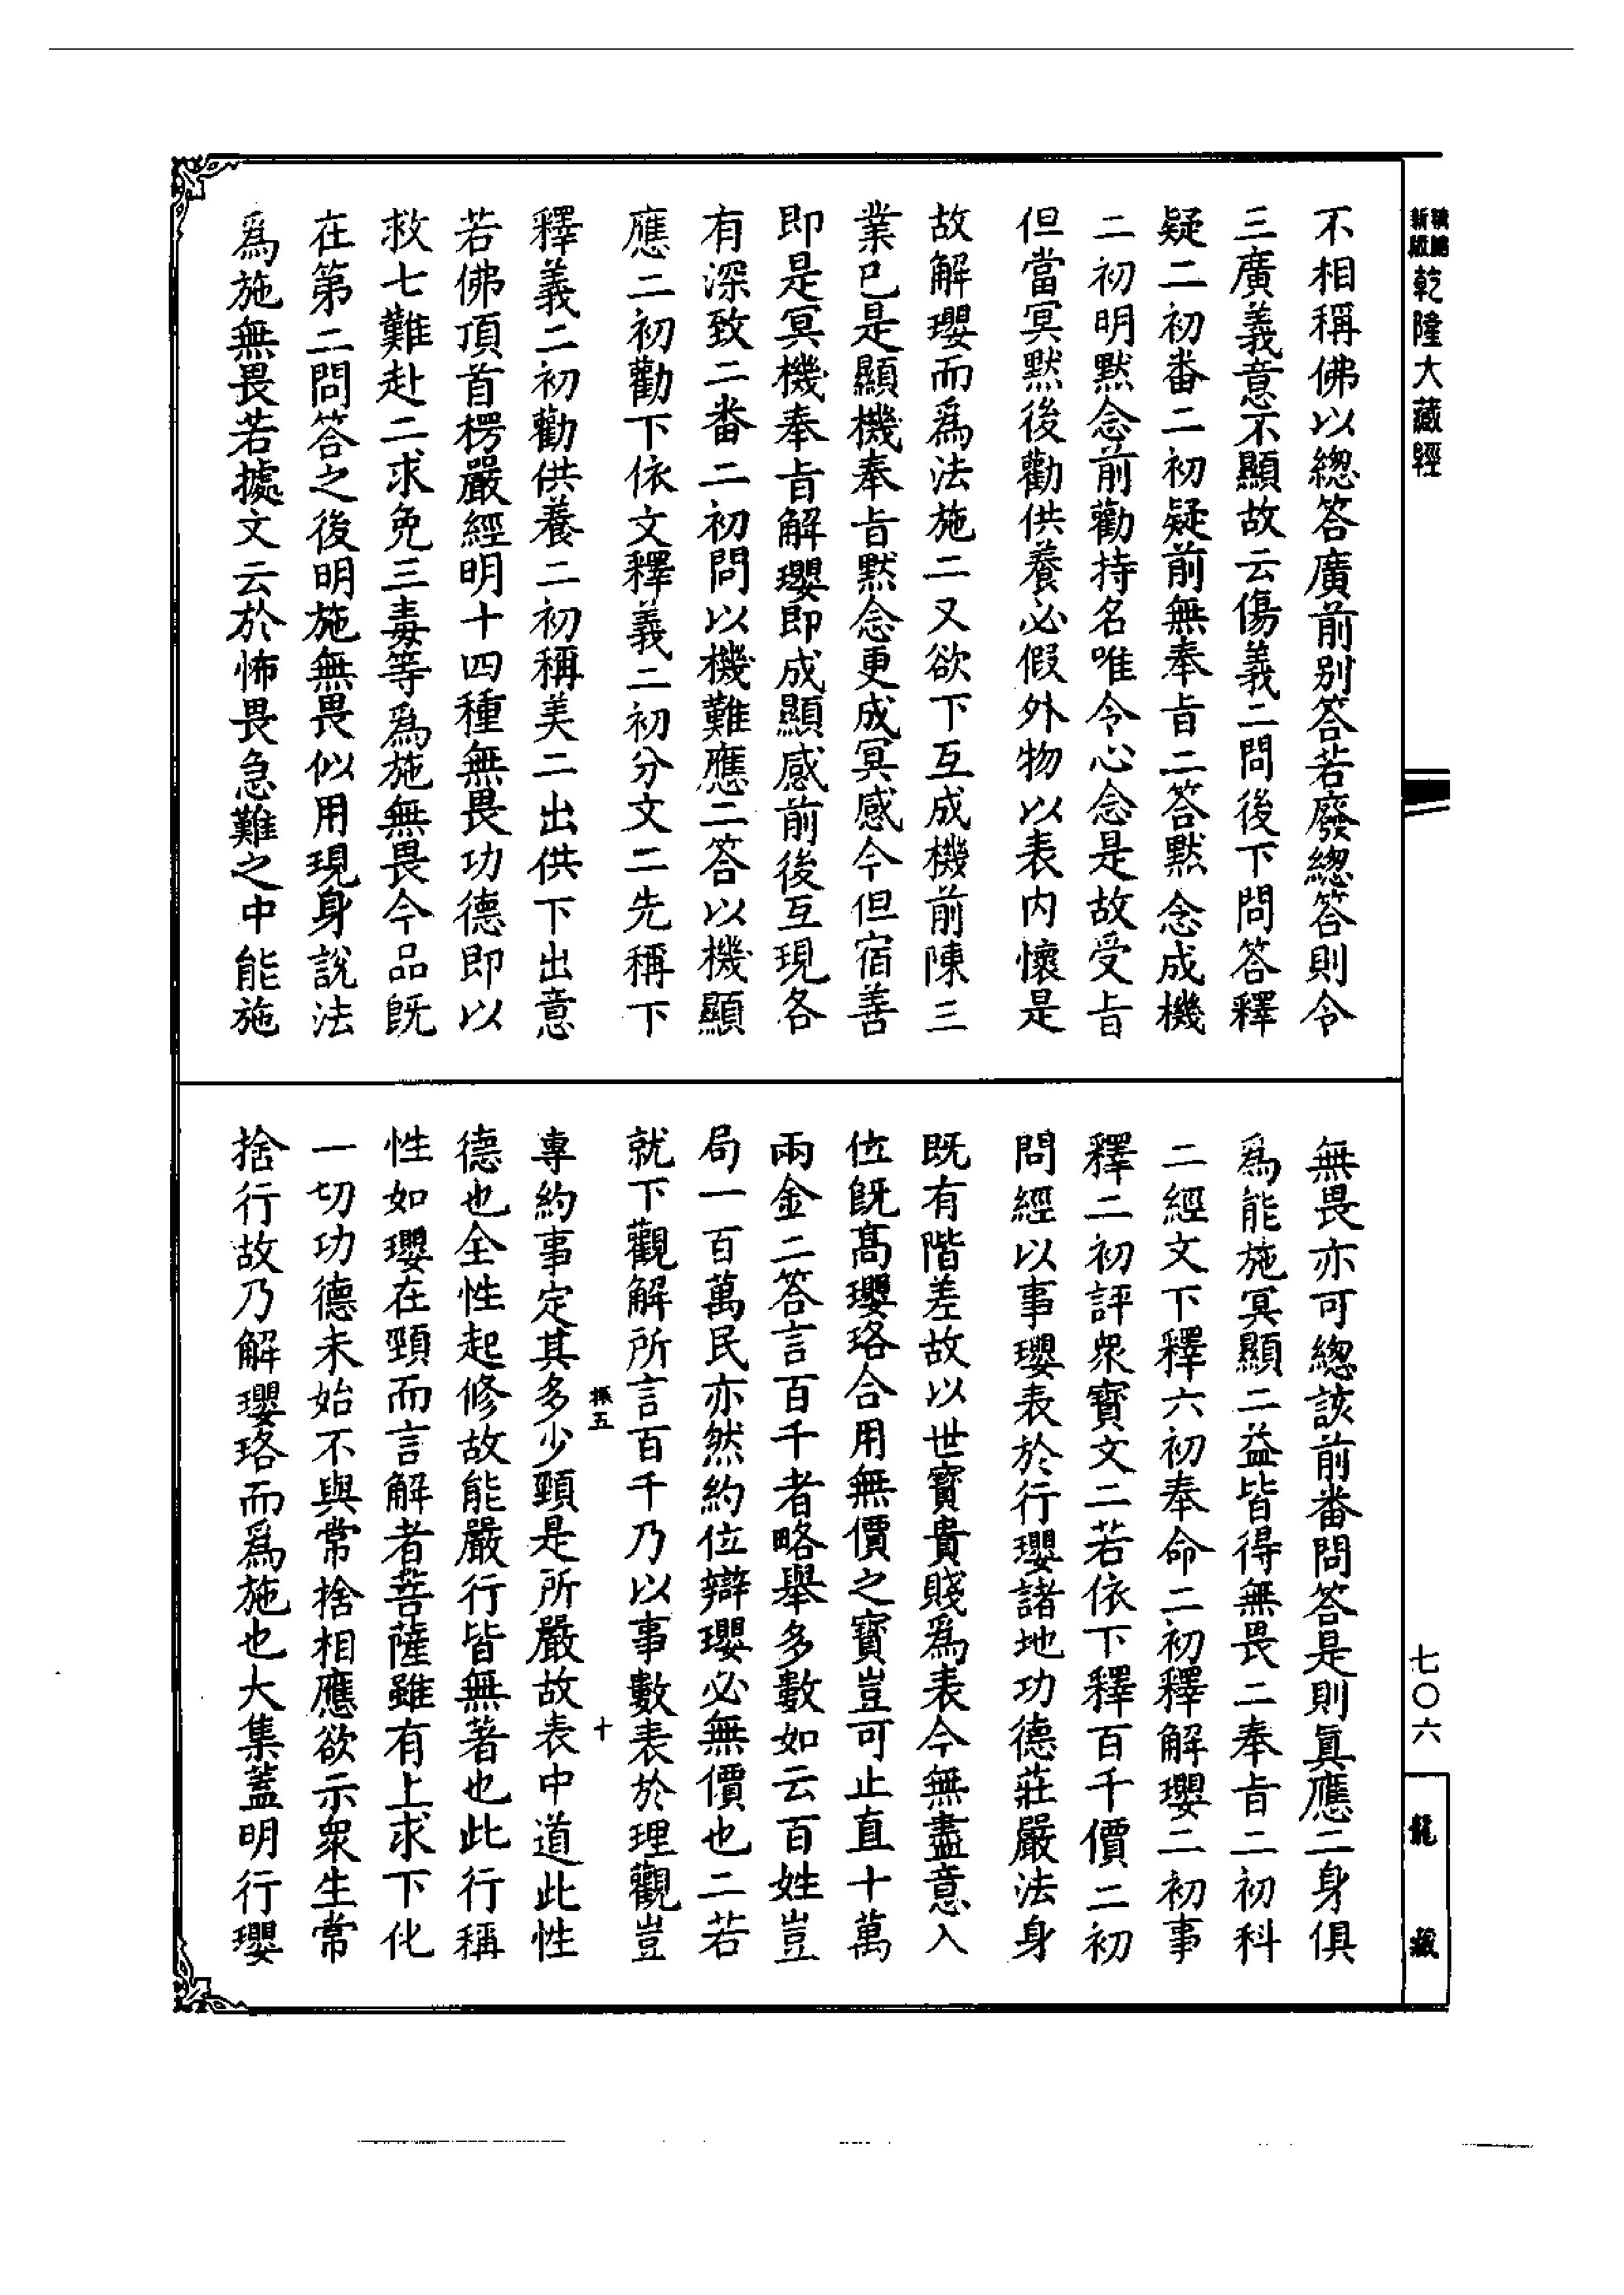 新編
縮版
乾隆大藏經
不相稱佛以緫答廣前别答若廢緫答則令
三廣義意不顯故云傷義二問後下問答釋
疑二初番二初疑前無奉旨二答黙念成機
二初明黙念前勸持名唯令心念是故受旨
但當冥黙後勸供養必假外物以表内懷是
故解瓔而爲法施二又欲下互成機前陳三
業已是顯機奉旨黙念更成冥感今但宿善
即是冥機奉旨解瓔即成顯感前後互現各
有深致二番二初問以機難應二答以機顯
應二初勸下依文釋義二初分文二先稱下
釋義二初勸供養二初稱美二出供下出意
若佛頂首楞嚴經明十四種無畏功德即以
救七難赴二求免三毒等爲施無畏今品旣
在第二問答之後明施無畏似用現身說法
爲施無畏若據文云於怖畏急難之中能施
無畏亦可緫該前番問答是則眞應二身俱
爲能施冥顯二益皆得無畏二奉旨二初科
二經文下釋六初奉命二初釋解瓔二初事
釋二初評衆寳文二若依下釋百千價二初
問經以事瓔表於行瓔諸地功德莊嚴法身
既有階差故以世寳貴賤爲表今無盡意入
位旣高瓔珞合用無價之寳豈可止直十萬
兩金二答言百千者略舉多數如云百姓豈
局一百萬民亦然約位辯瓔必無價也二若
就下觀解所言百千乃以事數表於理觀豈
專約事定其多少頸是所嚴故表中道此性
德也全性起修故能嚴行皆無著也此行稱
性如瓔在頸而言解者菩薩雖有上求下化
一切功德未始不與常捨相應欲示衆生常
捨行故乃解瓔珞而爲施也大集蓋明行瓔
五
十
七〇六
龍藏